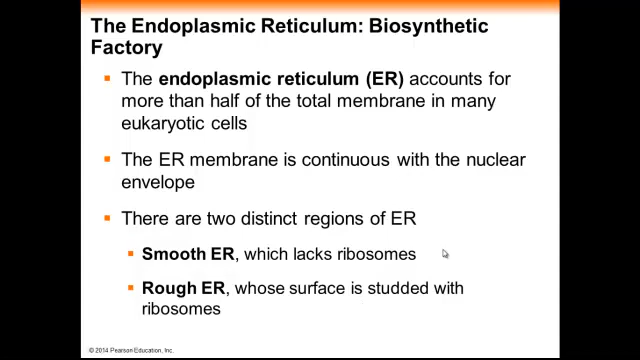 The Endoplasmic Reticulum: Biosynthetic
Factory
The endoplasmic reticulum (ER) accounts for
more than half of the total membrane in many
eukaryotic cells
The ER membrane is continuous with the nuclear
envelope
There are two distinct regions of ER
Smooth ER, which lacks ribosomes
Rough ER, whose surface is studded with
ribosomes
© 2014 Pearson Education, Inc.